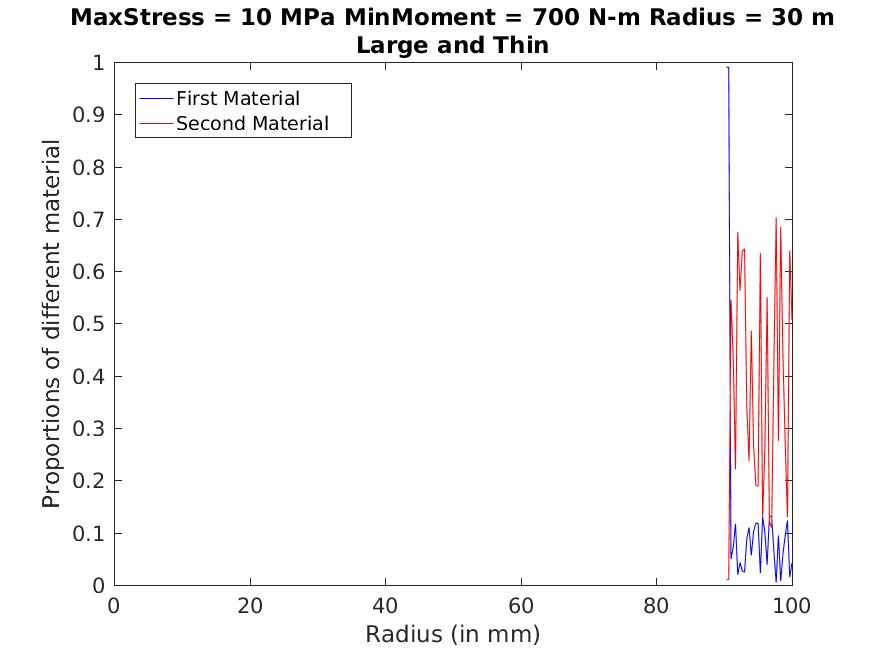 MaxStress = 10 MPa MinMoment = 700 N-m Radius = 30 m
Large and Thin
1
0.9
0.8
0.7
0.6
0.5
0.4
0.3
0.2
0.1
0
First Material
Second Material
Proportions of different material
0 20 40 60 80 100
Radius (in mm)